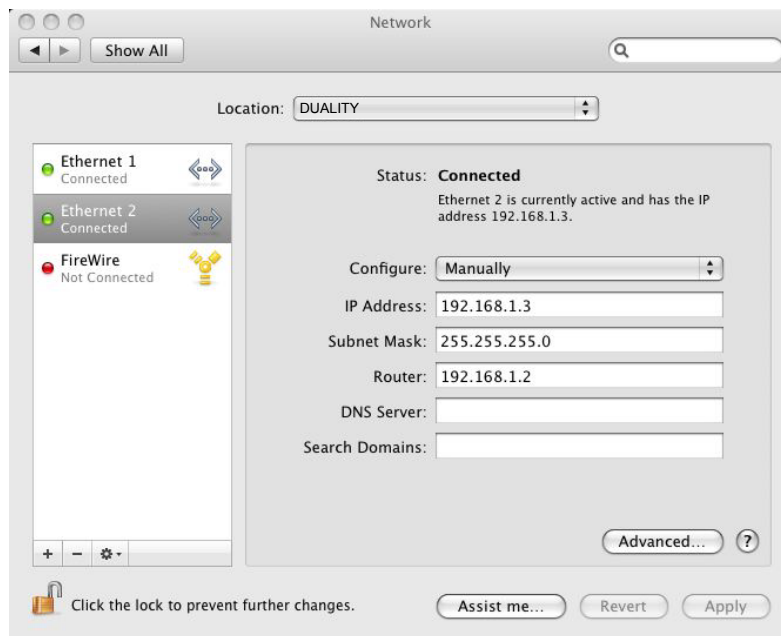 Network
Show All
Location: DUALITY
Ethernet 1
Connected
Ethernet 2
Connected
FireWire
Not Connected
Status: Connected
Ethernet 2 is currently active and has the IP
address 192.168.1.3.
Configure: Manually
IP Address: 192.168.1.3
Subnet Mask: 255.255.255.0
Router: 192.168.1.2
DNS Server:
Search Domains:
Advanced... ?
Click the lock to prevent further changes.
Assist me... Revert Apply